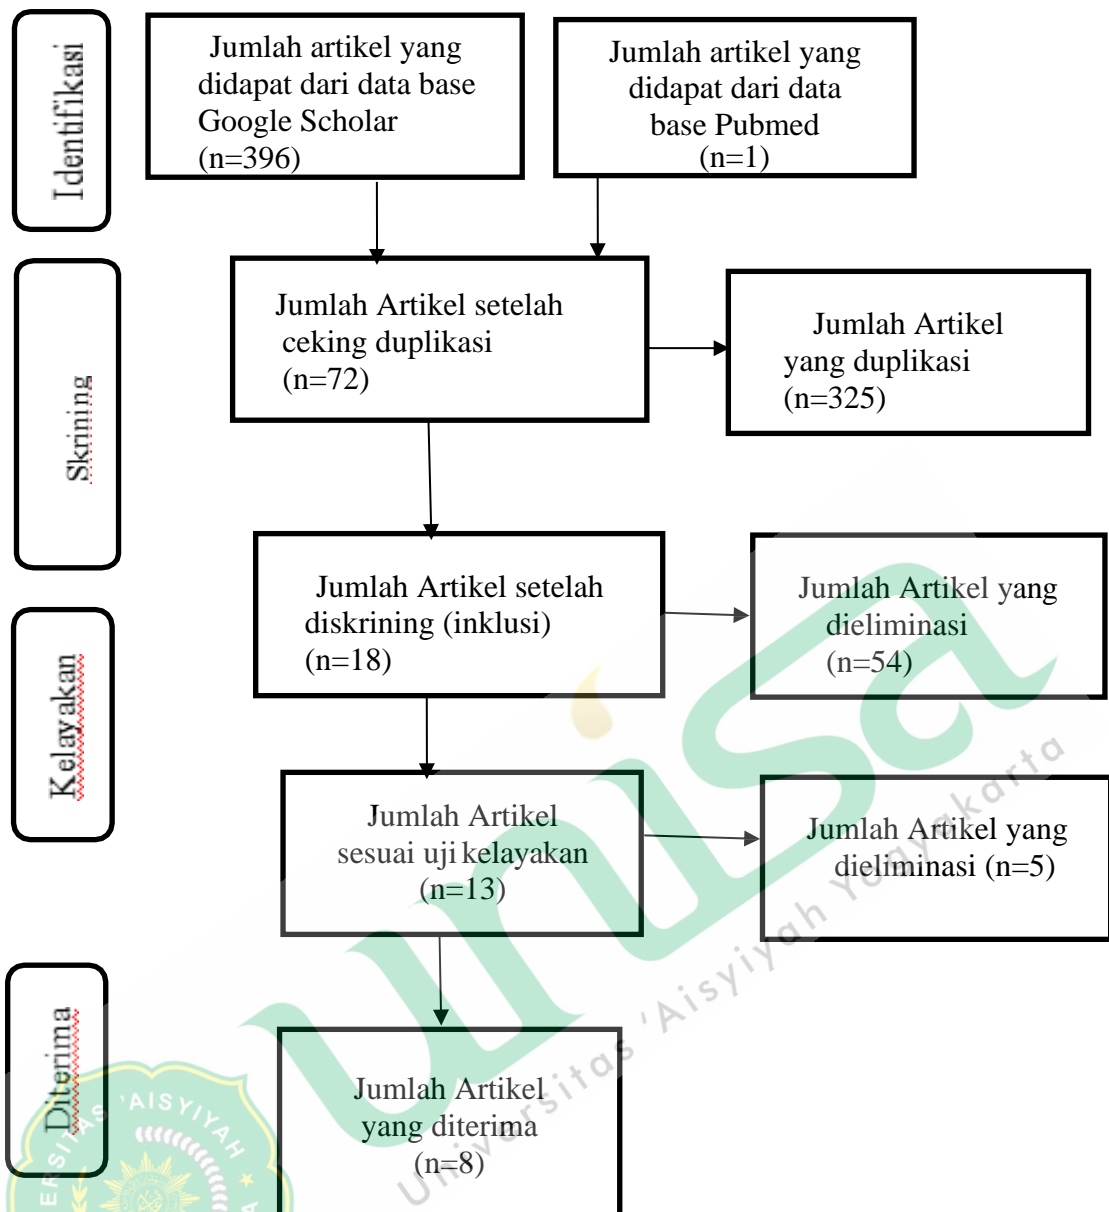 Identifikasi
Jumlah artikel yang
didapat dari data base
Google Scholar
(n=396)
Jumlah artikel yang
didapat dari data
base Pubmed
(n=1)
Skrining
Jumlah Artikel setelah
ceking duplikasi
(n=72)
Jumlah Artikel
yang duplikasi
(n=325)
Jumlah Artikel setelah
diskrining (inklusi)
(n=18)
Jumlah Artikel yang
dieliminasi
(n=54)
Kelayakan
Jumlah Artikel
sesuai uji kelayakan
(n=13)
Jumlah Artikel yang
dieliminasi (n=5)
Diterima
Jumlah Artikel
yang diterima
(n=8)
unisa
Universitas 'Aisyiyah Yogyakarta
'AISYIYAH